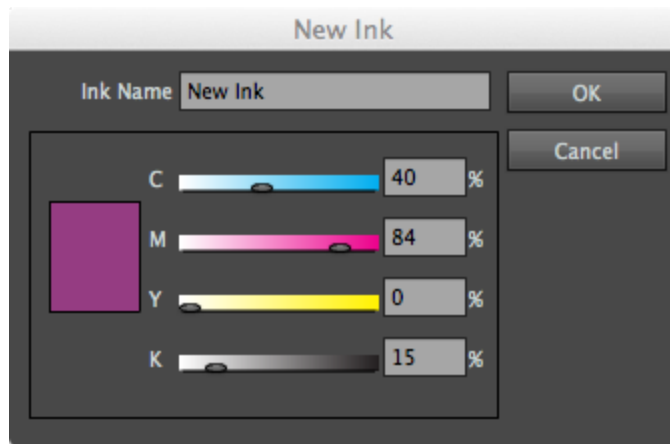 New Ink
Ink Name New Ink OK
Cancel
C 40 %
M 84 %
Y 0 %
K 15 %